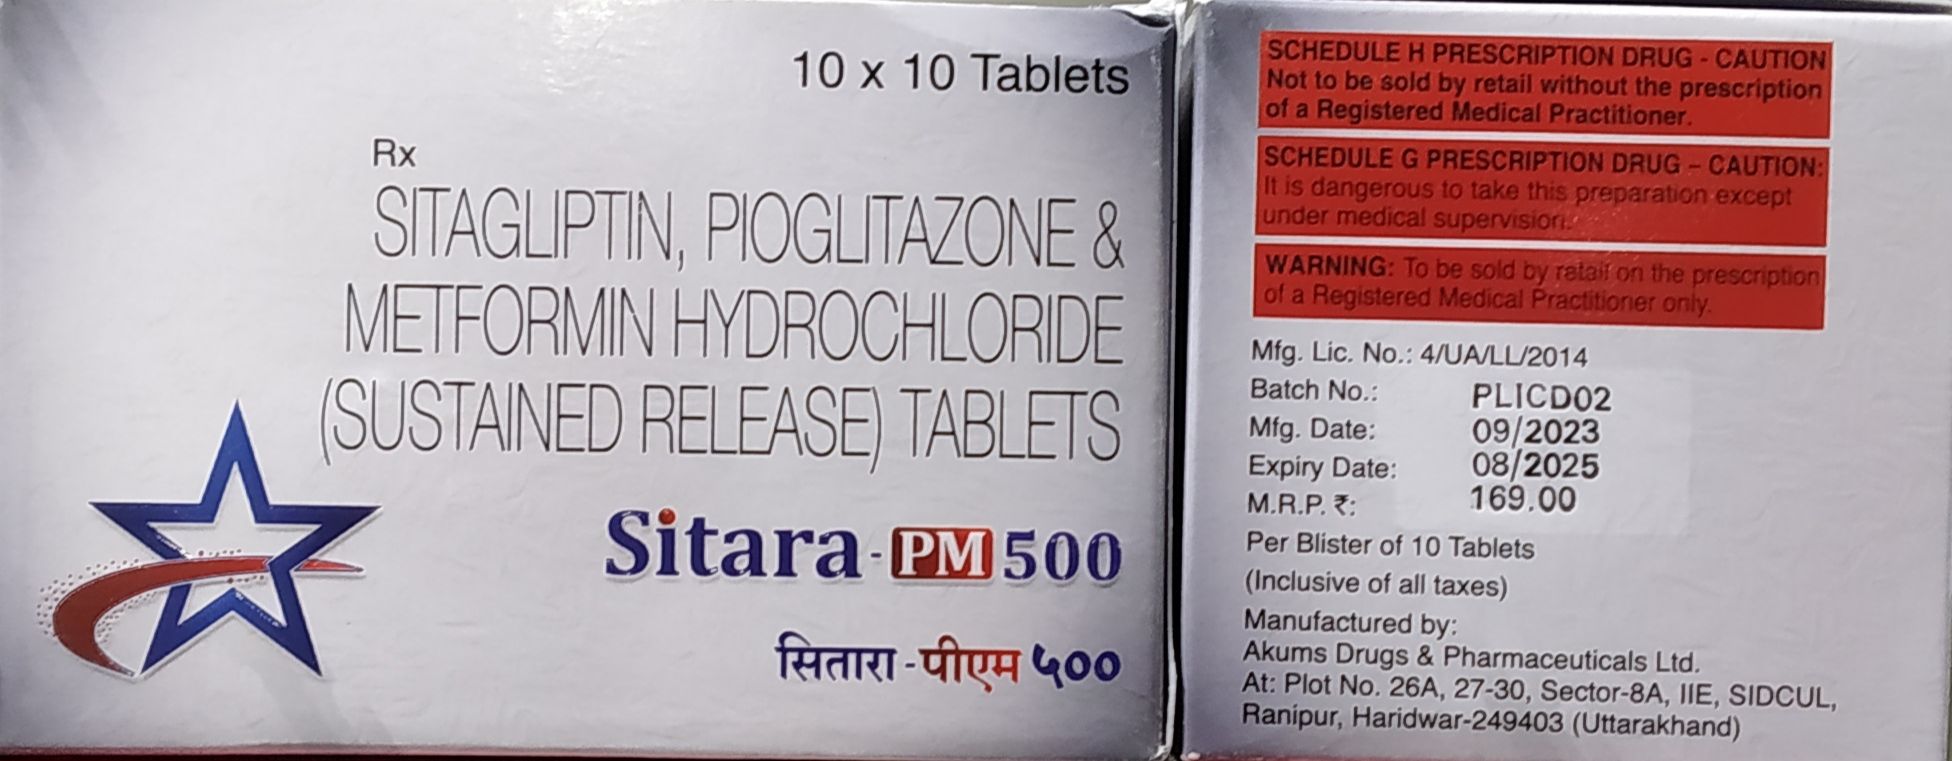 10 x 10 Tablets
Rx
SITAGLIPTIN, PIOGLITAZONE &
METFORMIN HYDROCHLORIDE
(SUSTAINED RELEASE) TABLETS
Sitara-PM 500
सितारा-पीएम ५००
SCHEDULE H PRESCRIPTION DRUG - CAUTION
Not to be sold by retail without the prescription
of a Registered Medical Practitioner.
SCHEDULE G PRESCRIPTION DRUG – CAUTION:
It is dangerous to take this preparation except
under medical supervision.
WARNING: To be sold by ratail on the prescription
of a Registered Medical Practitioner only.
Mfg. Lic. No.: 4/UA/LL/2014
Batch No.: PLICD02
Mfg. Date: 09/2023
Expiry Date: 08/2025
M.R.P. ₹: 169.00
Per Blister of 10 Tablets
(Inclusive of all taxes)
Manufactured by:
Akums Drugs & Pharmaceuticals Ltd.
At: Plot No. 26A, 27-30, Sector-8A, IIE, SIDCUL,
Ranipur, Haridwar-249403 (Uttarakhand)